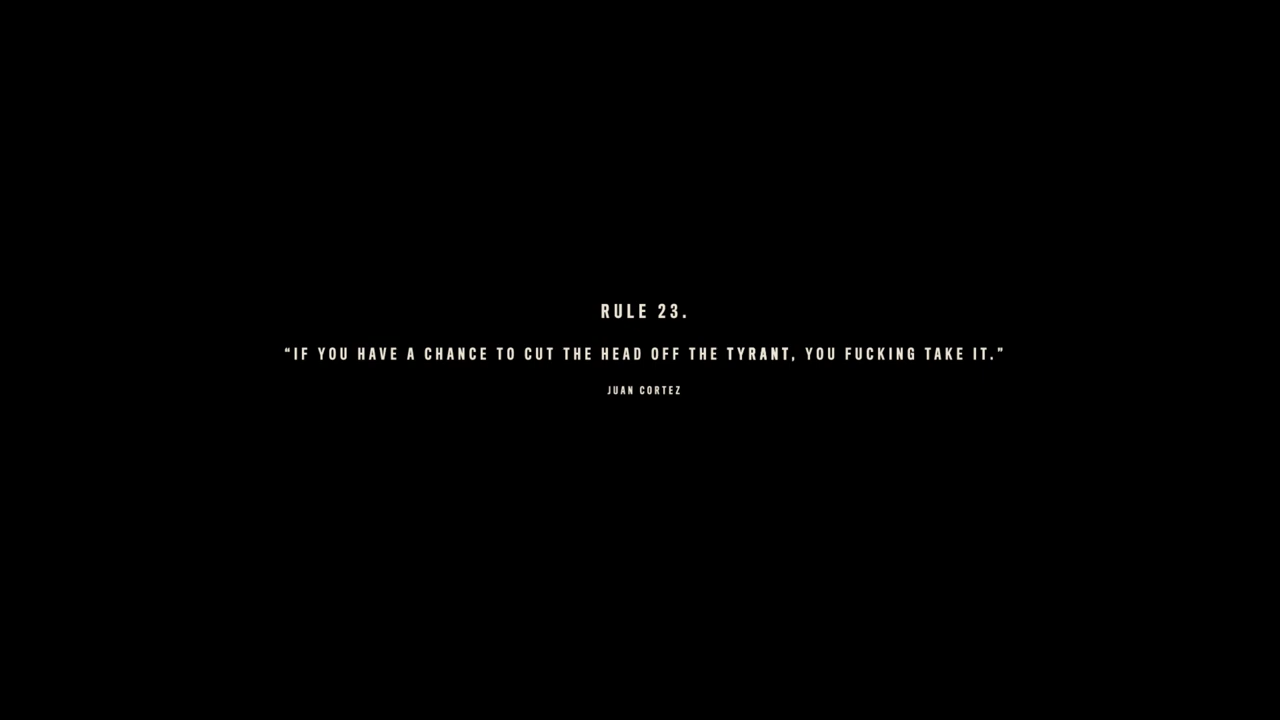 RULE 23.
“IF YOU HAVE A CHANCE TO CUT THE HEAD OFF THE TYRANT, YOU FUCKING TAKE IT.”
JUAN CORTEZ